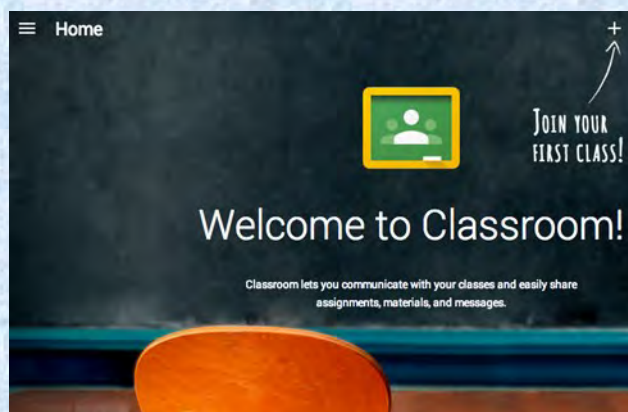 Home
+
JOIN YOUR
FIRST CLASS!
Welcome to Classroom!
Classroom lets you communicate with your classes and easily share
assignments, materials, and messages.